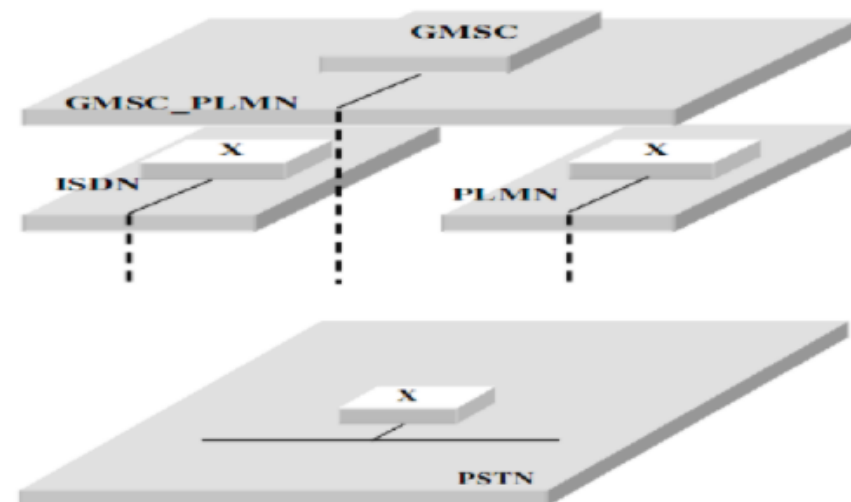 GMSC
GMSC_PLMN
X
X
ISDN
PLMN
X
PSTN